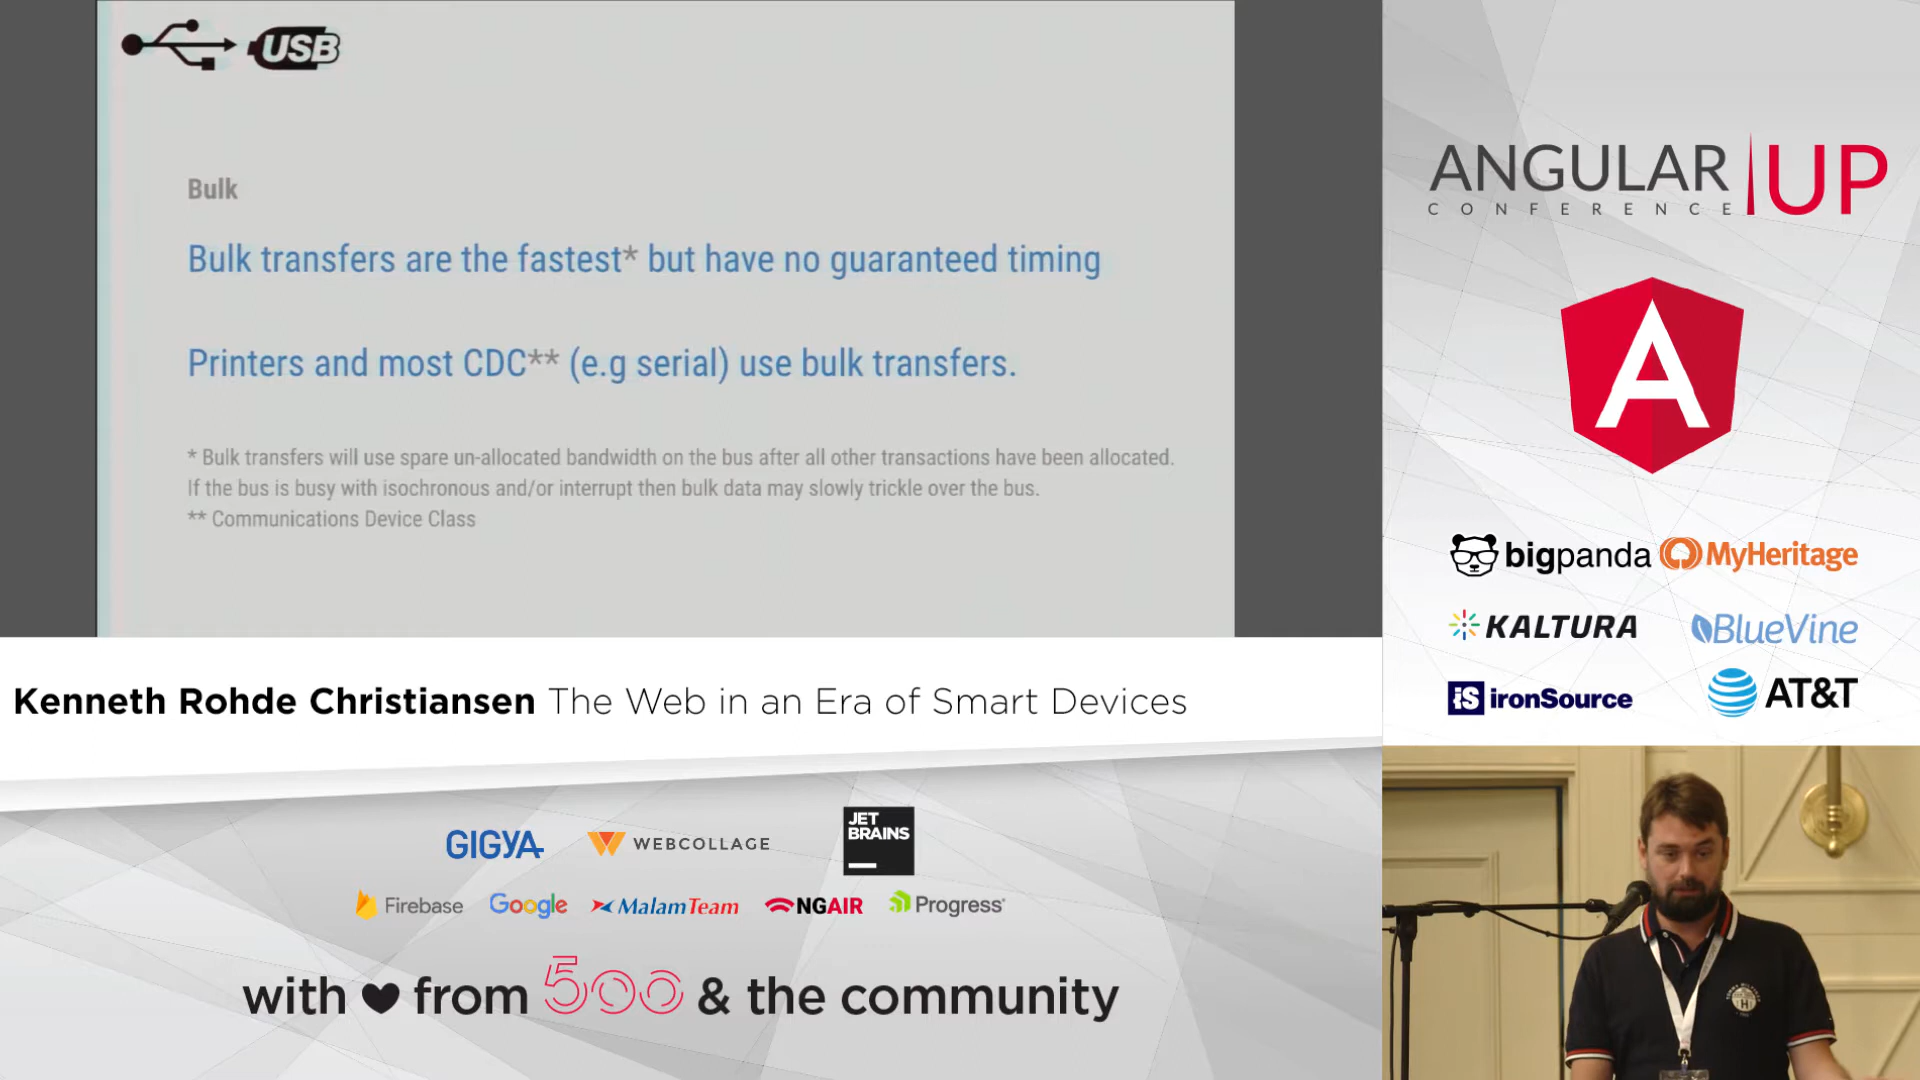 USB
Bulk
Bulk transfers are the fastest* but have no guaranteed timing
Printers and most CDC** (e.g serial) use bulk transfers.
* Bulk transfers will use spare un-allocated bandwidth on the bus after all other transactions have been allocated.
If the bus is busy with isochronous and/or interrupt then bulk data may slowly trickle over the bus.
** Communications Device Class
Kenneth Rohde Christiansen The Web in an Era of Smart Devices
GIGYA WEBCOLLAGE JET
BRAINS
Firebase Google MalamTeam NGAIR Progress
with ♥ from 500 & the community
ANGULAR UP
CONFERENCE
A
bigpanda MyHeritage
KALTURA BlueVine
iS ironSource AT&T
H